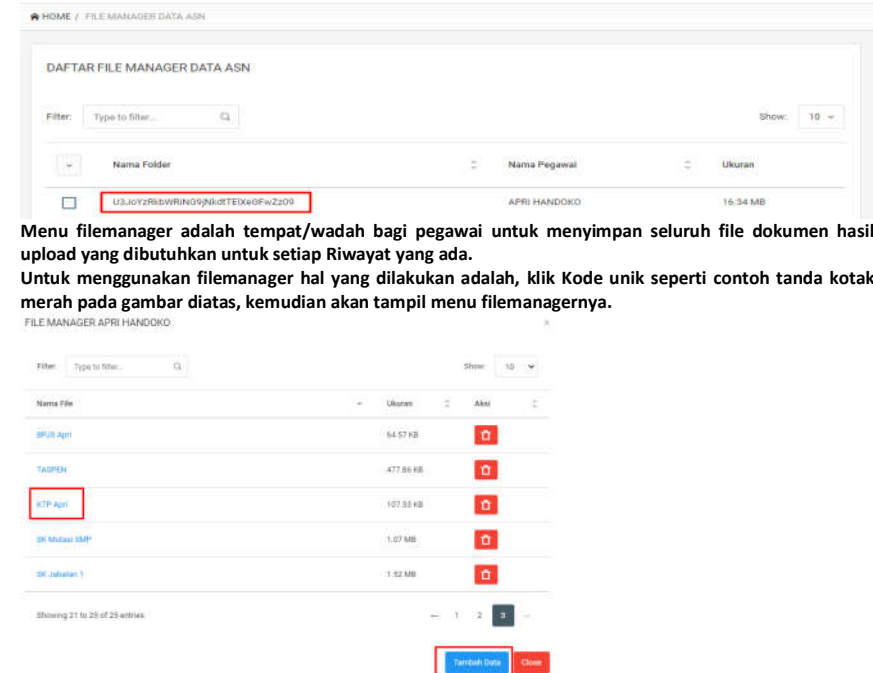 HOME / FILE MANAGER DATA ASN
DAFTAR FILE MANAGER DATA ASN
Filter: Type to filter... Show: 10
Nama Folder Nama Pegawai Ukuran
APRI HANDOKO 16.34 MB
Menu filemanager adalah tempat/wadah bagi pegawai untuk menyimpan seluruh file dokumen hasil
upload yang dibutuhkan untuk setiap Riwayat yang ada.
Untuk menggunakan filemanager hal yang dilakukan adalah, klik Kode unik seperti contoh tanda kotak
merah pada gambar diatas, kemudian akan tampil menu filemanagernya.
FILE MANAGER APRI HANDOKO ×
Filter: Type to filter... Show: 10
Nama File Ukuran Aksi
BPJS Apri 64.57 KB
TASPEN 477.86 KB
KTP Apri 107.33 KB
SK Mutasi SMP 1.07 MB
SK Jabatan 1 1.52 MB
Showing 21 to 25 of 25 entries ← 1 2 3 →
Tambah Data Close